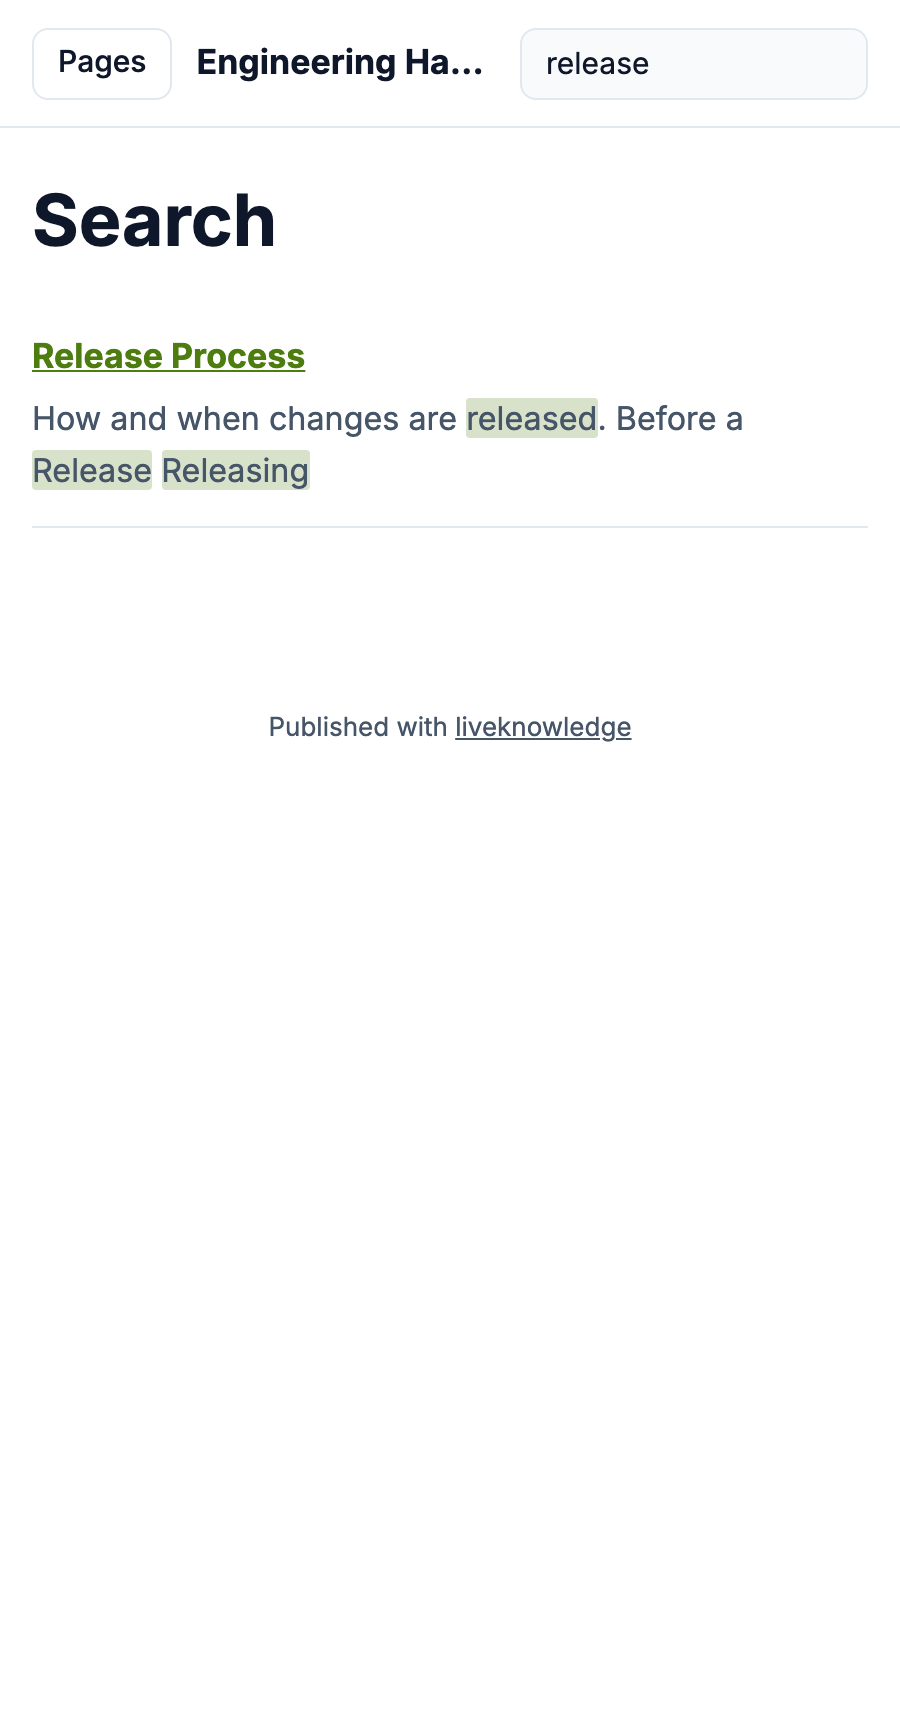 Pages
Engineering Ha...
release
Search
Release Process
How and when changes are released. Before a
Release Releasing
Published with liveknowledge